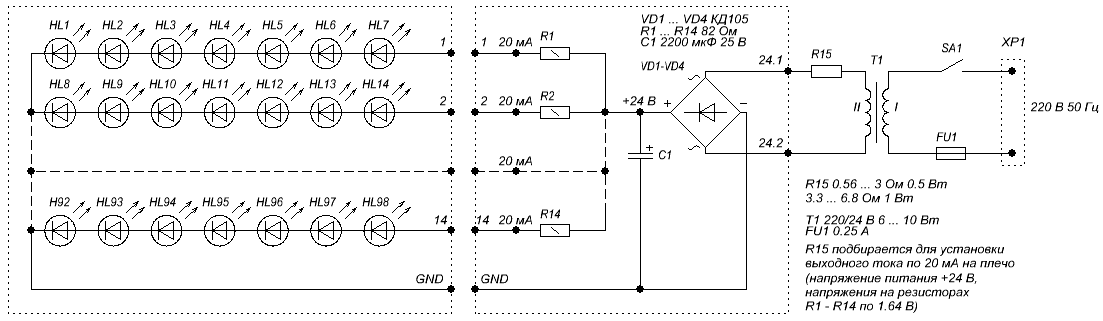 HL1 HL2 HL3 HL4 HL5 HL6 HL7
1 1 20 мА R1
HL8 HL9 HL10 HL11 HL12 HL13 HL14
2 2 20 мА R2
20 мА
H92 HL93 HL94 HL95 HL96 HL97 HL98
14 14 20 мА R14
GND GND
VD1 ... VD4 КД105
R1 ... R14 82 Ом
C1 2200 мкФ 25 В
VD1-VD4
+24 В
+ −
+
C1
24.1
24.2
R15 T1 SA1 XP1
II I
FU1
220 В 50 Гц
R15 0.56 ... 3 Ом 0.5 Вт
3.3 ... 6.8 Ом 1 Вт
T1 220/24 В 6 ... 10 Вт
FU1 0.25 А
R15 подбирается для установки
выходного тока по 20 мА на плечо
(напряжение питания +24 В,
напряжения на резисторах
R1 - R14 по 1.64 В)